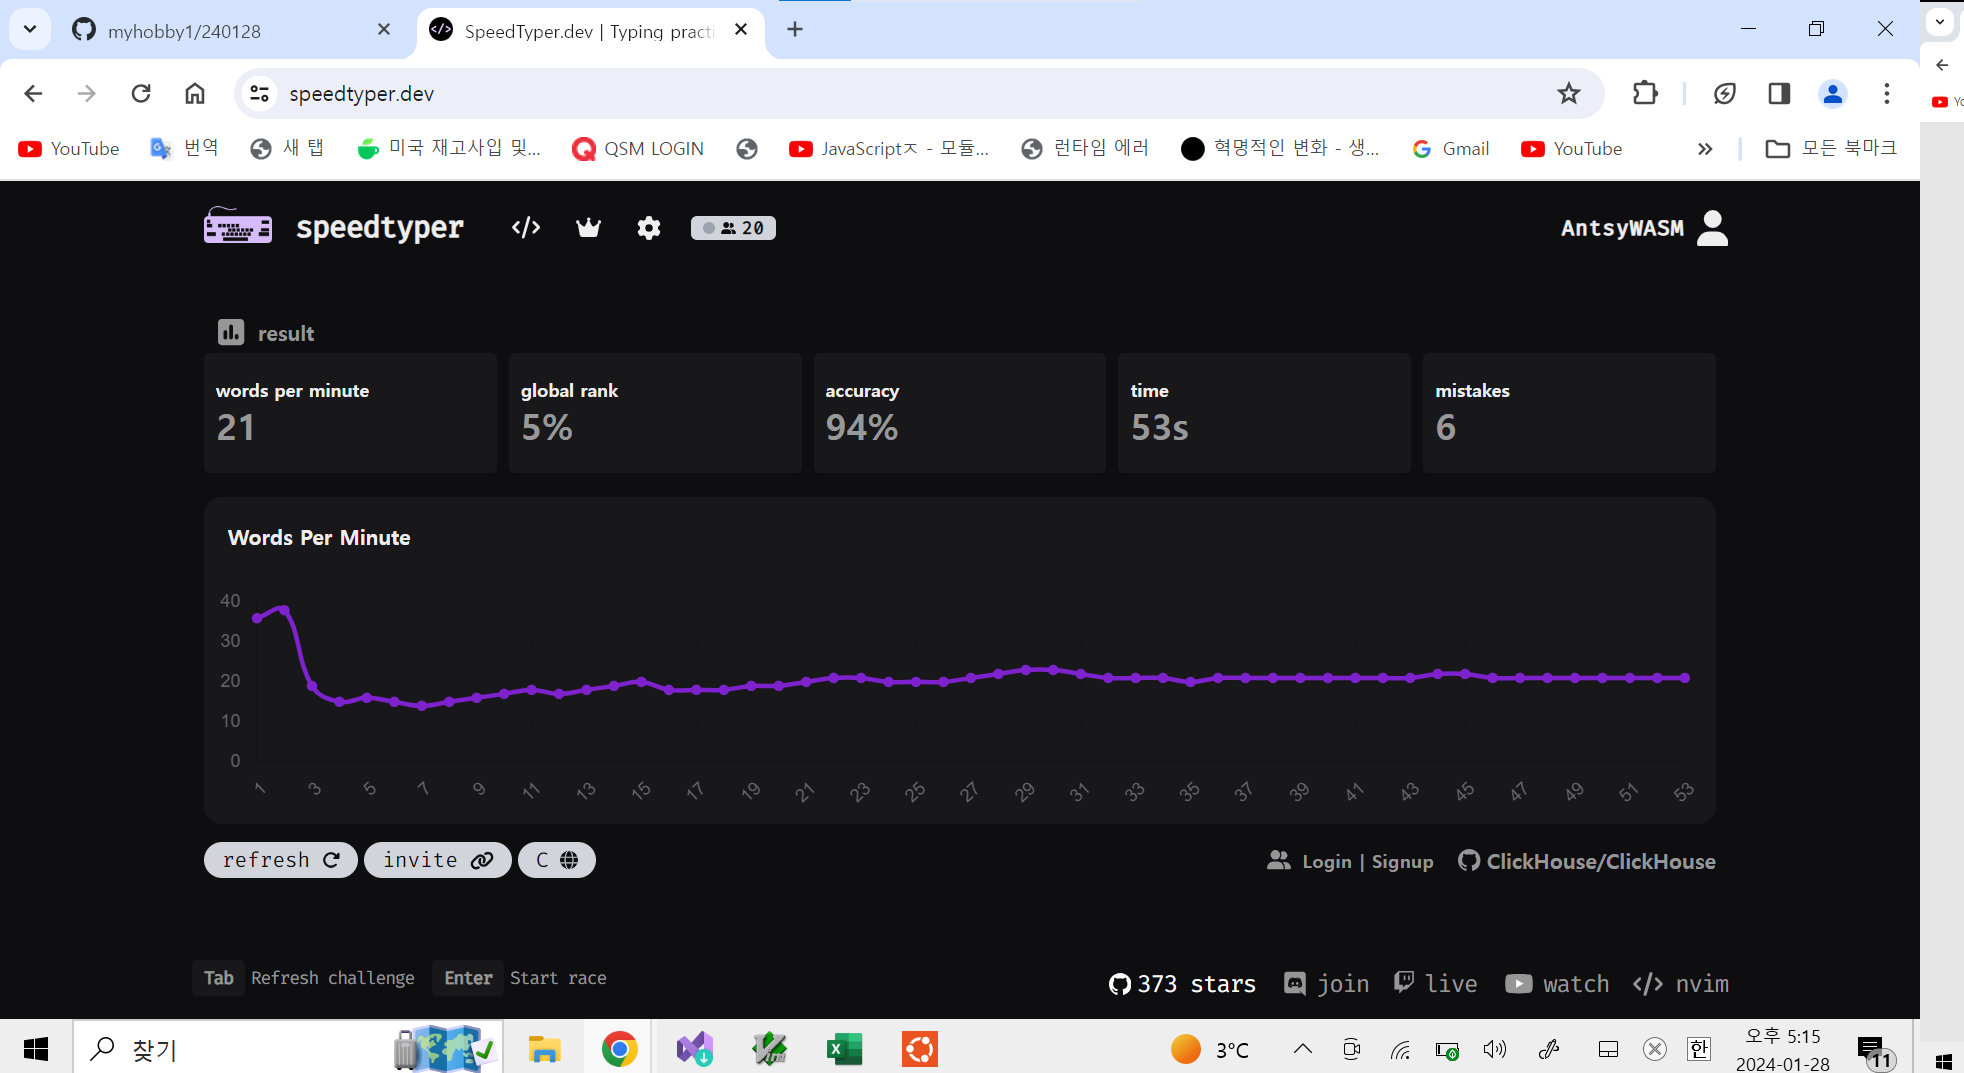 myhobby1/240128
SpeedTyper.dev | Typing practi
speedtyper.dev
YouTube 번역 새 탭 미국 재고사입 및... QSM LOGIN JavaScriptㅈ - 모듈... 런타임 에러 혁명적인 변화 - 생... Gmail YouTube » 모든 북마크
speedtyper </> 20 AntsyWASM
result
words per minute
21
global rank
5%
accuracy
94%
time
53s
mistakes
6
Words Per Minute
40
30
20
10
0
1 3 5 7 9 11 13 15 17 19 21 23 25 27 29 31 33 35 37 39 41 43 45 47 49 51 53
refresh invite C Login | Signup ClickHouse/ClickHouse
Tab Refresh challenge Enter Start race
373 stars join live watch </> nvim
찾기 3°C 한 오후 5:15
2024-01-28 11